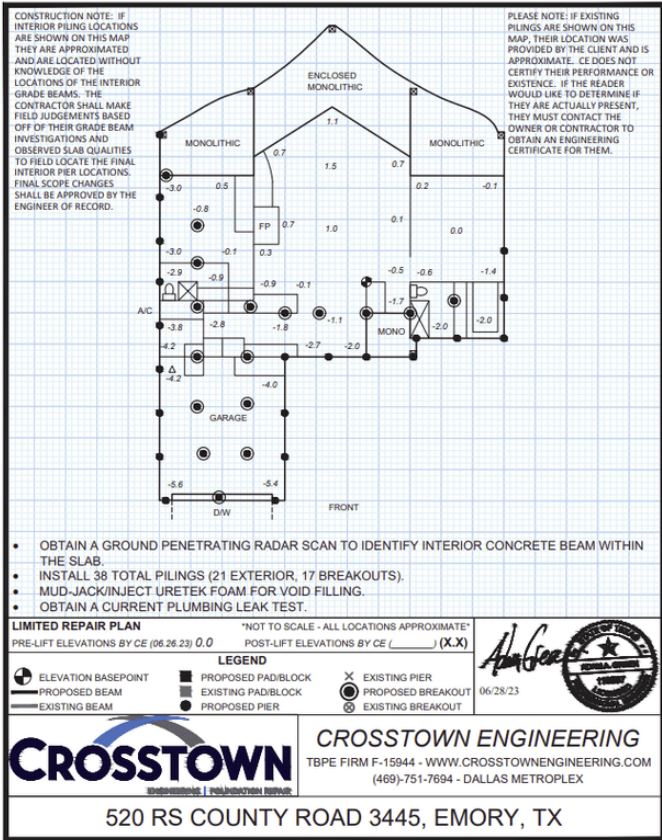 CONSTRUCTION NOTE: IF
INTERIOR PILING LOCATIONS
ARE SHOWN ON THIS MAP
THEY ARE APPROXIMATED
AND ARE LOCATED WITHOUT
KNOWLEDGE OF THE
LOCATIONS OF THE INTERIOR
GRADE BEAMS. THE
CONTRACTOR SHALL MAKE
FIELD JUDGEMENTS BASED
OFF OF THEIR GRADE BEAM
INVESTIGATIONS AND
OBSERVED SLAB QUALITIES
TO FIELD LOCATE THE FINAL
INTERIOR PIER LOCATIONS.
FINAL SCOPE CHANGES
SHALL BE APPROVED BY THE
ENGINEER OF RECORD.
PLEASE NOTE: IF EXISTING
PILINGS ARE SHOWN ON THIS
MAP, THEIR LOCATION WAS
PROVIDED BY THE CLIENT AND IS
APPROXIMATE. CE DOES NOT
CERTIFY THEIR PERFORMANCE OR
EXISTENCE. IF THE READER
WOULD LIKE TO DETERMINE IF
THEY ARE ACTUALLY PRESENT,
THEY MUST CONTACT THE
OWNER OR CONTRACTOR TO
OBTAIN AN ENGINEERING
CERTIFICATE FOR THEM.
ENCLOSED
MONOLITHIC
1.1
MONOLITHIC
MONOLITHIC
0.7
1.5
0.7
-3.0
0.5
0.2
-0.1
-0.8
FP
0.7
1.0
0.1
0.0
-3.0
-0.1
0.3
-2.9
-0.9
-0.9
-0.1
-0.5
-0.6
-1.4
A/C
-1.7
-3.8
-2.8
-1.8
-1.1
MONO
-2.0
-2.0
-4.2
-2.7
-2.0
-4.2
-4.0
GARAGE
-5.6
-5.4
D/W
FRONT
• OBTAIN A GROUND PENETRATING RADAR SCAN TO IDENTIFY INTERIOR CONCRETE BEAM WITHIN
THE SLAB.
• INSTALL 38 TOTAL PILINGS (21 EXTERIOR, 17 BREAKOUTS).
• MUD-JACK/INJECT URETEK FOAM FOR VOID FILLING.
• OBTAIN A CURRENT PLUMBING LEAK TEST.
LIMITED REPAIR PLAN
*NOT TO SCALE - ALL LOCATIONS APPROXIMATE*
PRE-LIFT ELEVATIONS BY CE (06.26.23) 0.0
POST-LIFT ELEVATIONS BY CE (______) (X.X)
LEGEND
ELEVATION BASEPOINT
PROPOSED PAD/BLOCK
EXISTING PIER
PROPOSED BEAM
EXISTING PAD/BLOCK
PROPOSED BREAKOUT
EXISTING BEAM
PROPOSED PIER
EXISTING BREAKOUT
06/28/23
STATE OF TEXAS
CROSSTOWN
ENGINEERING | FOUNDATION REPAIR
CROSSTOWN ENGINEERING
TBPE FIRM F-15944 - WWW.CROSSTOWNENGINEERING.COM
(469)-751-7694 - DALLAS METROPLEX
520 RS COUNTY ROAD 3445, EMORY, TX